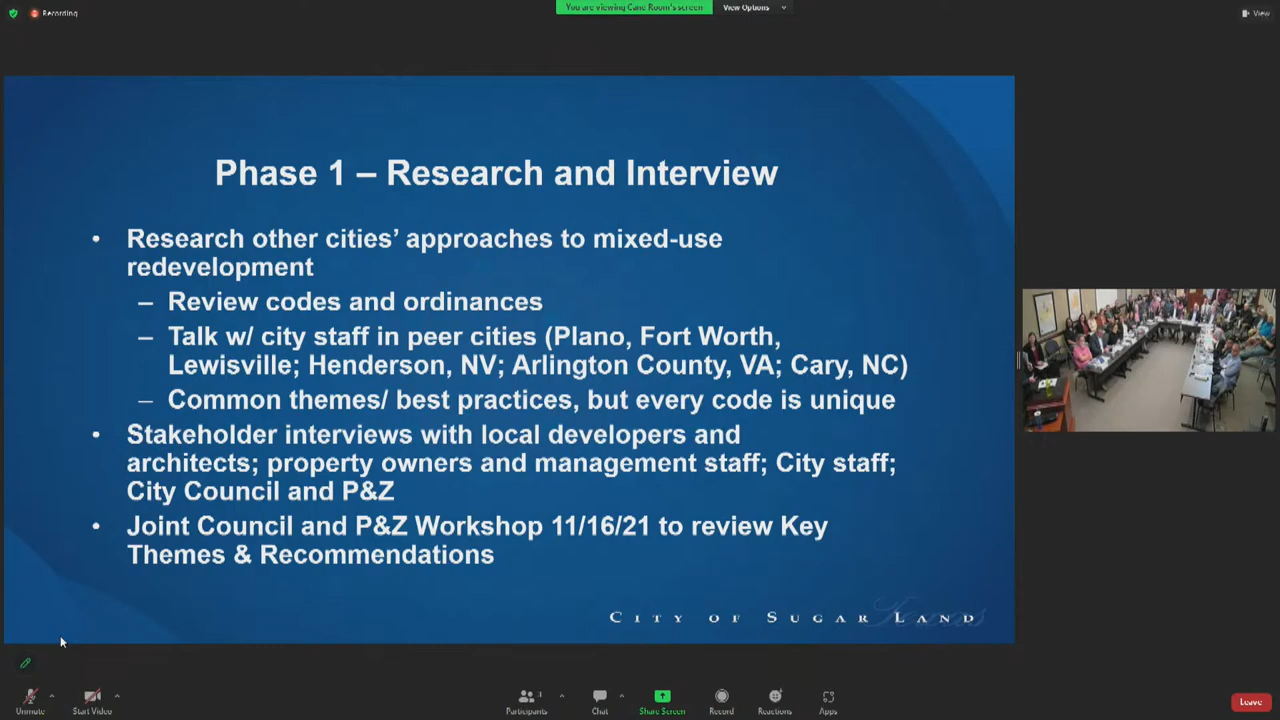 Recording
You are viewing Cane Room's screen
View Options
View
Phase 1 – Research and Interview
• Research other cities’ approaches to mixed-use
redevelopment
– Review codes and ordinances
– Talk w/ city staff in peer cities (Plano, Fort Worth,
Lewisville; Henderson, NV; Arlington County, VA; Cary, NC)
– Common themes/ best practices, but every code is unique
• Stakeholder interviews with local developers and
architects; property owners and management staff; City staff;
City Council and P&Z
• Joint Council and P&Z Workshop 11/16/21 to review Key
Themes & Recommendations
CITY OF SUGAR LAND
Texas
Unmute
Start Video
Participants
Chat
Share Screen
Record
Reactions
Apps
Leave